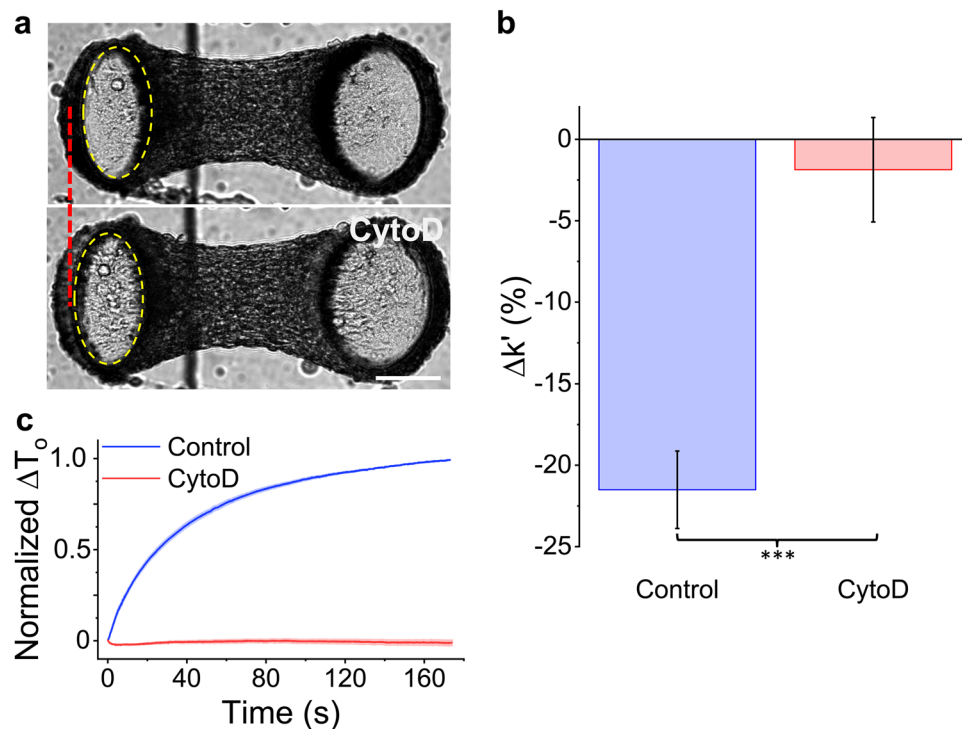 a
CytoD
b
Δk' (%)
0
-5
-10
-15
-20
-25
***
Control
CytoD
c
Normalized ΔTₒ
1.0
0.5
0
Control
CytoD
0
40
80
120
160
Time (s)